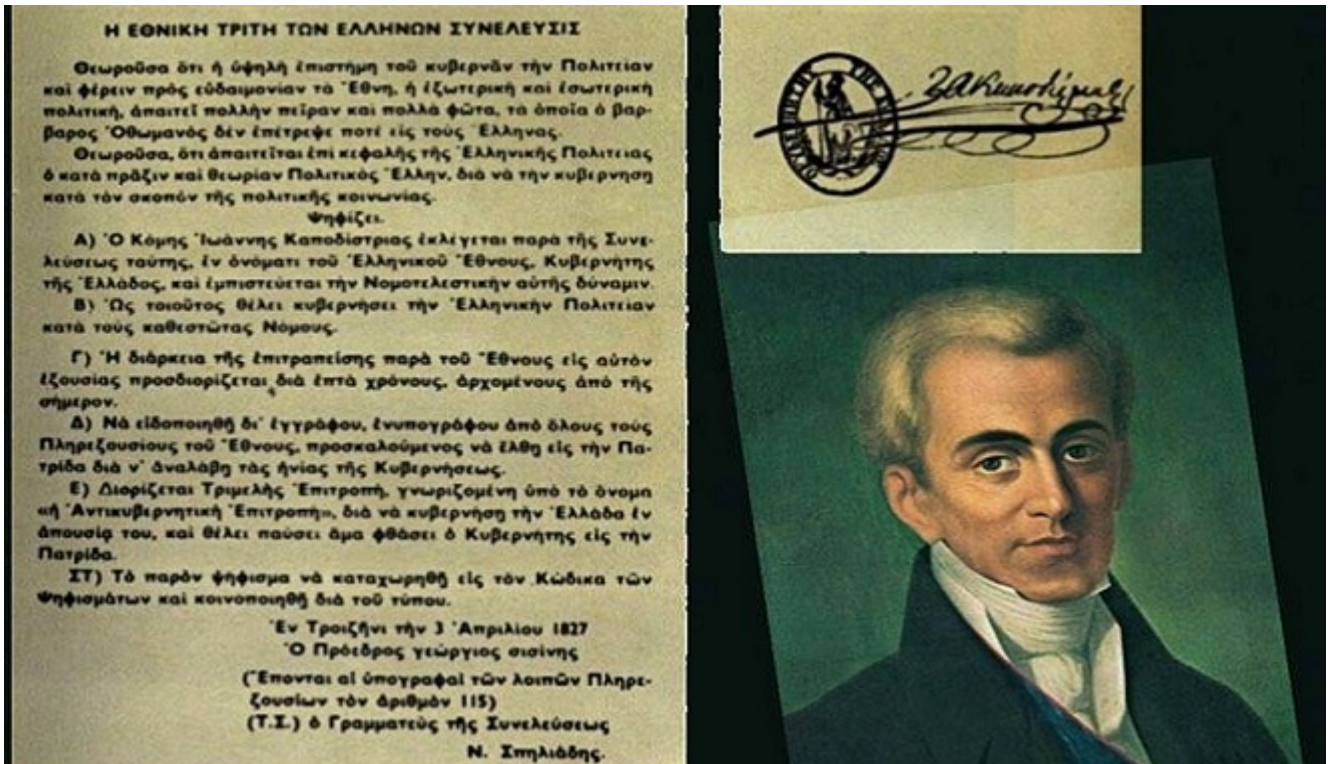 Η ΕΘΝΙΚΗ ΤΡΙΤΗ ΤΩΝ ΕΛΛΗΝΩΝ ΣΥΝΕΛΕΥΣΙΣ
Θεωροῦσα ὅτι ἡ ὑψηλὴ ἐπιστήμη τοῦ κυβερνᾶν τὴν Πολιτείαν
καὶ φέρειν πρὸς εὐδαιμονίαν τὰ Ἔθνη, ἡ ἐξωτερικὴ καὶ ἐσωτερικὴ
πολιτική, ἀπαιτεῖ πολλὴν πεῖραν καὶ πολλὰ φῶτα, τὰ ὁποῖα ὁ βάρ-
βαρος Ὀθωμανὸς δὲν ἐπέτρεψε ποτὲ εἰς τοὺς Ἕλληνας.
Θεωροῦσα, ὅτι ἀπαιτεῖται ἐπὶ κεφαλῆς τῆς Ἑλληνικῆς Πολιτείας
ὁ κατὰ πρᾶξιν καὶ θεωρίαν Πολιτικὸς Ἕλλην, διὰ νὰ τὴν κυβερνήση
κατὰ τὸν σκοπὸν τῆς πολιτικῆς κοινωνίας.
Ψηφίζει.
Α) Ὁ Κόμης Ἰωάννης Καποδίστριας ἐκλέγεται παρὰ τῆς Συνε-
λεύσεως ταύτης, ἐν ὀνόματι τοῦ Ἑλληνικοῦ Ἔθνους, Κυβερνήτης
τῆς Ἑλλάδος, καὶ ἐμπιστεύεται τὴν Νομοτελεστικὴν αὐτῆς δύναμιν.
Β) Ὡς τοιοῦτος θέλει κυβερνήσει τὴν Ἑλληνικὴν Πολιτείαν
κατὰ τοὺς καθεστῶτας Νόμους.
Γ) Ἡ διάρκεια τῆς ἐπιτραπείσης παρὰ τοῦ Ἔθνους εἰς αὐτὸν
ἐξουσίας προσδιορίζεται διὰ ἑπτὰ χρόνους, ἀρχομένους ἀπὸ τῆς
σήμερον.
Δ) Νὰ εἰδοποιηθῆ δι' ἐγγράφου, ἐνυπογράφου ἀπὸ ὅλους τοὺς
Πληρεξουσίους τοῦ Ἔθνους, προσκαλούμενος νὰ ἔλθη εἰς τὴν Πα-
τρίδα διὰ ν' ἀναλάβη τὰς ἡνίας τῆς Κυβερνήσεως.
Ε) Διορίζεται Τριμελὴς Ἐπιτροπή, γνωριζομένη ὑπὸ τὸ ὄνομα
«ἡ Ἀντικυβερνητικὴ Ἐπιτροπή», διὰ νὰ κυβερνήση τὴν Ἑλλάδα ἐν
ἀπουσίᾳ του, καὶ θέλει παύσει ἅμα φθάσει ὁ Κυβερνήτης εἰς τὴν
Πατρίδα.
ΣΤ) Τὸ παρὸν ψήφισμα νὰ καταχωρηθῆ εἰς τὸν Κώδικα τῶν
Ψηφισμάτων καὶ κοινοποιηθῆ διὰ τοῦ τύπου.
Ἐν Τροιζῆνι τὴν 3 Ἀπριλίου 1827
Ὁ Πρόεδρος γεώργιος σισίνης
(Ἕπονται αἱ ὑπογραφαὶ τῶν λοιπῶν Πληρε-
ξουσίων τὸν ἀριθμὸν 115)
(Τ.Σ.) ὁ Γραμματεὺς τῆς Συνελεύσεως
Ν. Σπηλιάδης.